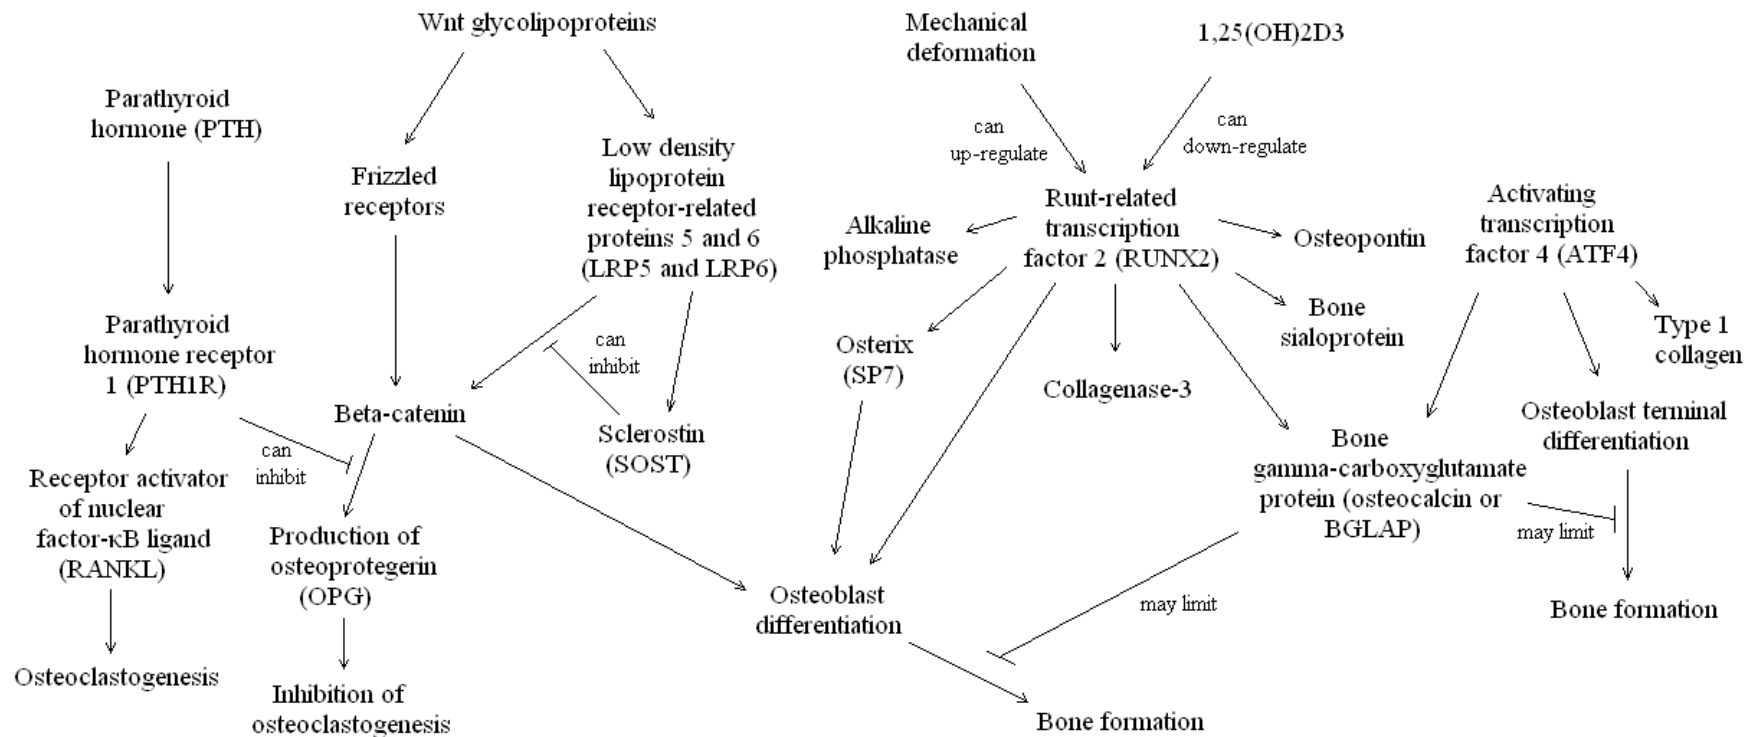 Wnt glycolipoproteins
Mechanical
deformation
1,25(OH)2D3
Parathyroid
hormone (PTH)
can
up-regulate
can
down-regulate
Frizzled
receptors
Low density
lipoprotein
receptor-related
proteins 5 and 6
(LRP5 and LRP6)
Alkaline
phosphatase
Runt-related
transcription
factor 2 (RUNX2)
Osteopontin
Activating
transcription
factor 4 (ATF4)
Bone
sialoprotein
Type 1
collagen
Parathyroid
hormone receptor
1 (PTH1R)
can
inhibit
Osterix
(SP7)
Collagenase-3
Beta-catenin
Sclerostin
(SOST)
Osteoblast terminal
differentiation
can
inhibit
Bone
gamma-carboxyglutamate
protein (osteocalcin or
BGLAP)
may limit
Receptor activator
of nuclear
factor-κB ligand
(RANKL)
Production of
osteoprotegerin
(OPG)
Osteoblast
differentiation
may limit
Bone formation
Osteoclastogenesis
Inhibition of
osteoclastogenesis
Bone formation